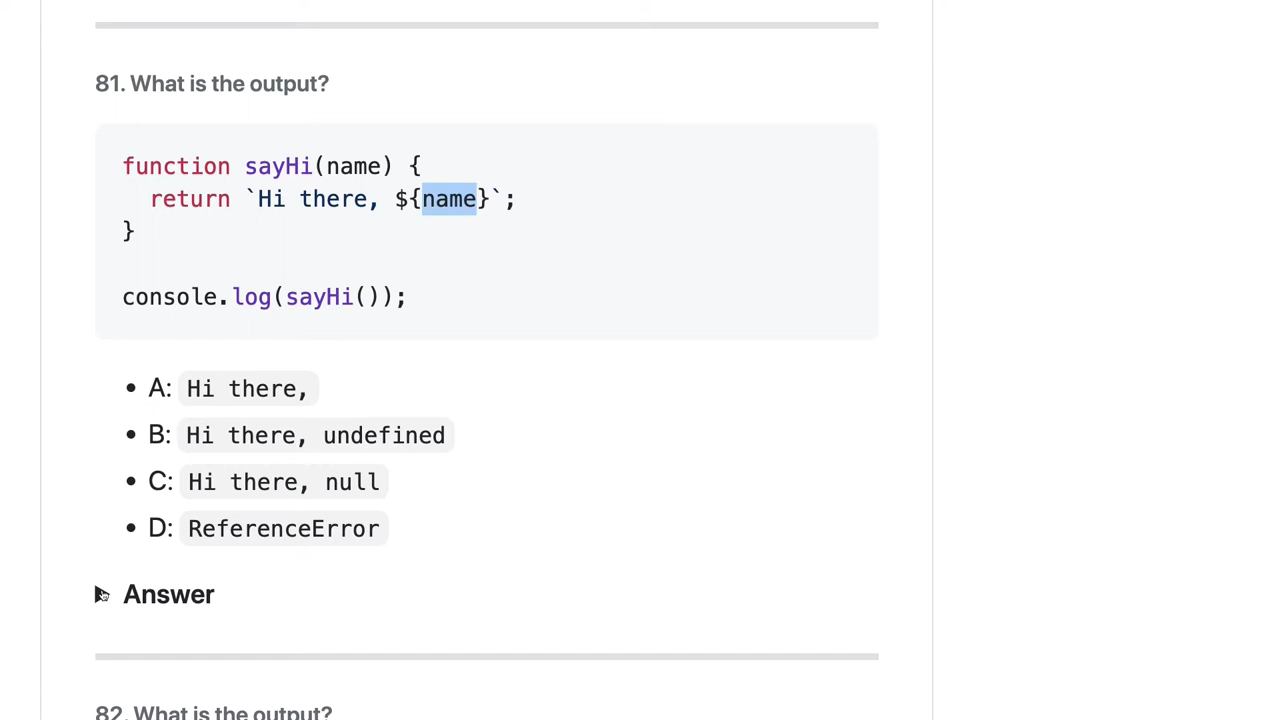 81. What is the output?
function sayHi(name) {
  return `Hi there, ${name}`;
}
console.log(sayHi());
A: Hi there,
B: Hi there, undefined
C: Hi there, null
D: ReferenceError
Answer
82. What is the output?